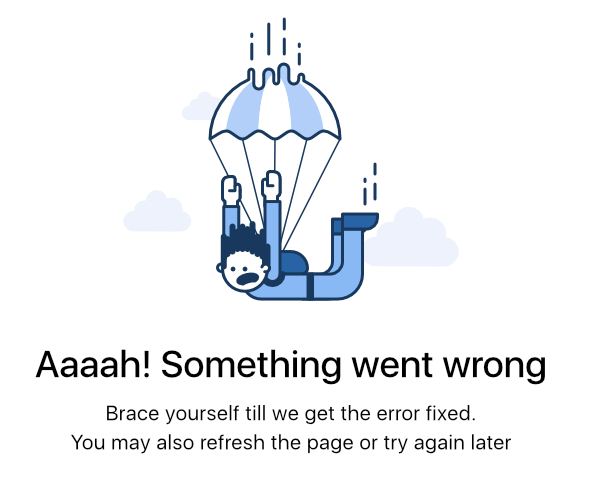 Aaaah! Something went wrong
Brace yourself till we get the error fixed.
You may also refresh the page or try again later